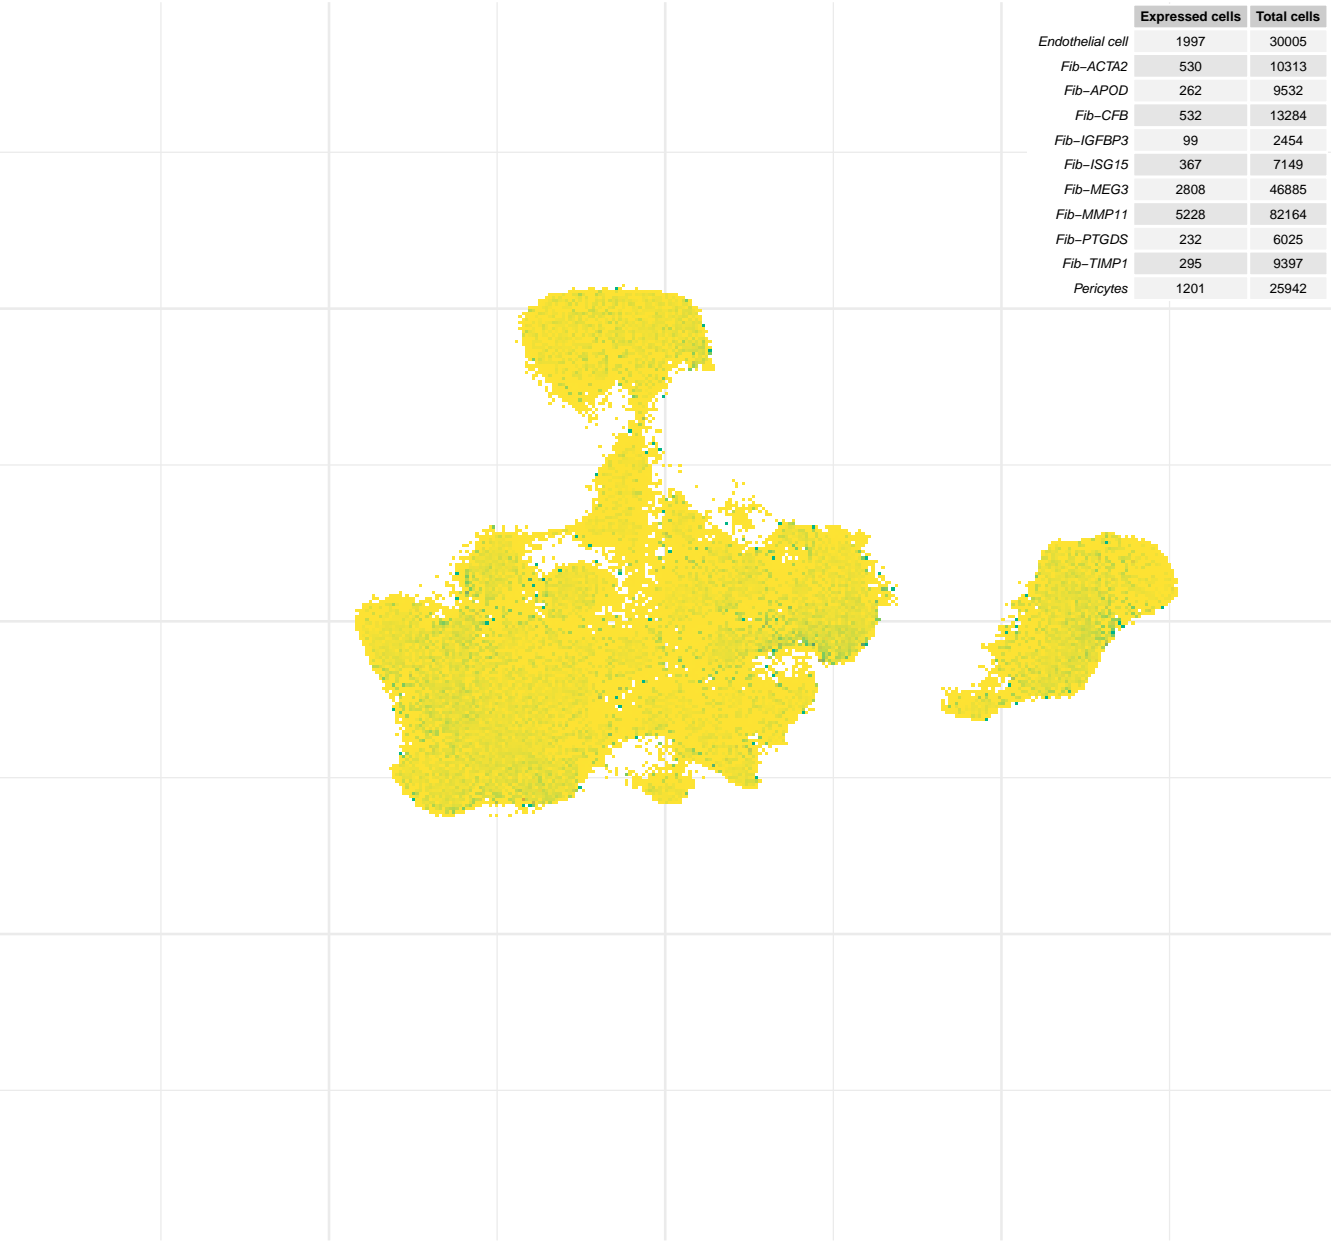 Expressed cells Total cells
Endothelial cell 1997 30005
Fib−ACTA2 530 10313
Fib−APOD 262 9532
Fib−CFB 532 13284
Fib−IGFBP3 99 2454
Fib−ISG15 367 7149
Fib−MEG3 2808 46885
Fib−MMP11 5228 82164
Fib−PTGDS 232 6025
Fib−TIMP1 295 9397
Pericytes 1201 25942